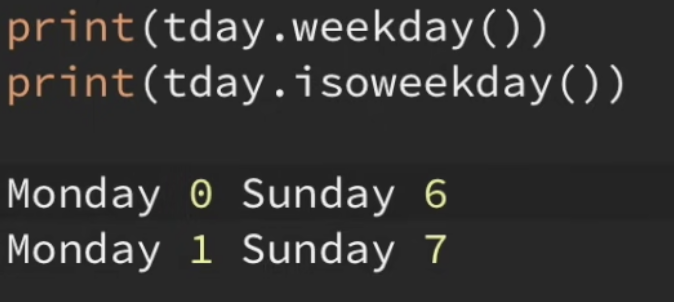 print(tday.weekday())
print(tday.isoweekday())
Monday 0 Sunday 6
Monday 1 Sunday 7